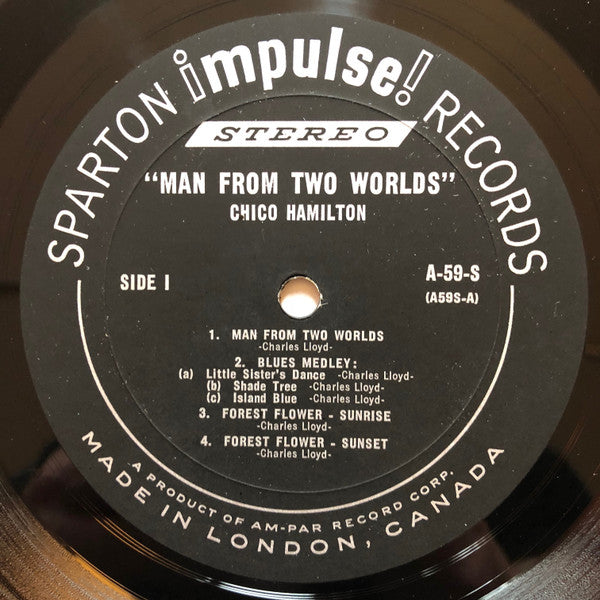 SPARTON impulse! RECORDS
STEREO
"MAN FROM TWO WORLDS"
CHICO HAMILTON
SIDE I
A-59-S
(A59S-A)
1. MAN FROM TWO WORLDS
-Charles Lloyd-
2. BLUES MEDLEY:
(a) Little Sister's Dance -Charles Lloyd-
(b) Shade Tree -Charles Lloyd-
(c) Island Blue -Charles Lloyd-
3. FOREST FLOWER - SUNRISE
-Charles Lloyd-
4. FOREST FLOWER - SUNSET
-Charles Lloyd-
A PRODUCT OF AM-PAR RECORD CORP.
MADE IN LONDON, CANADA